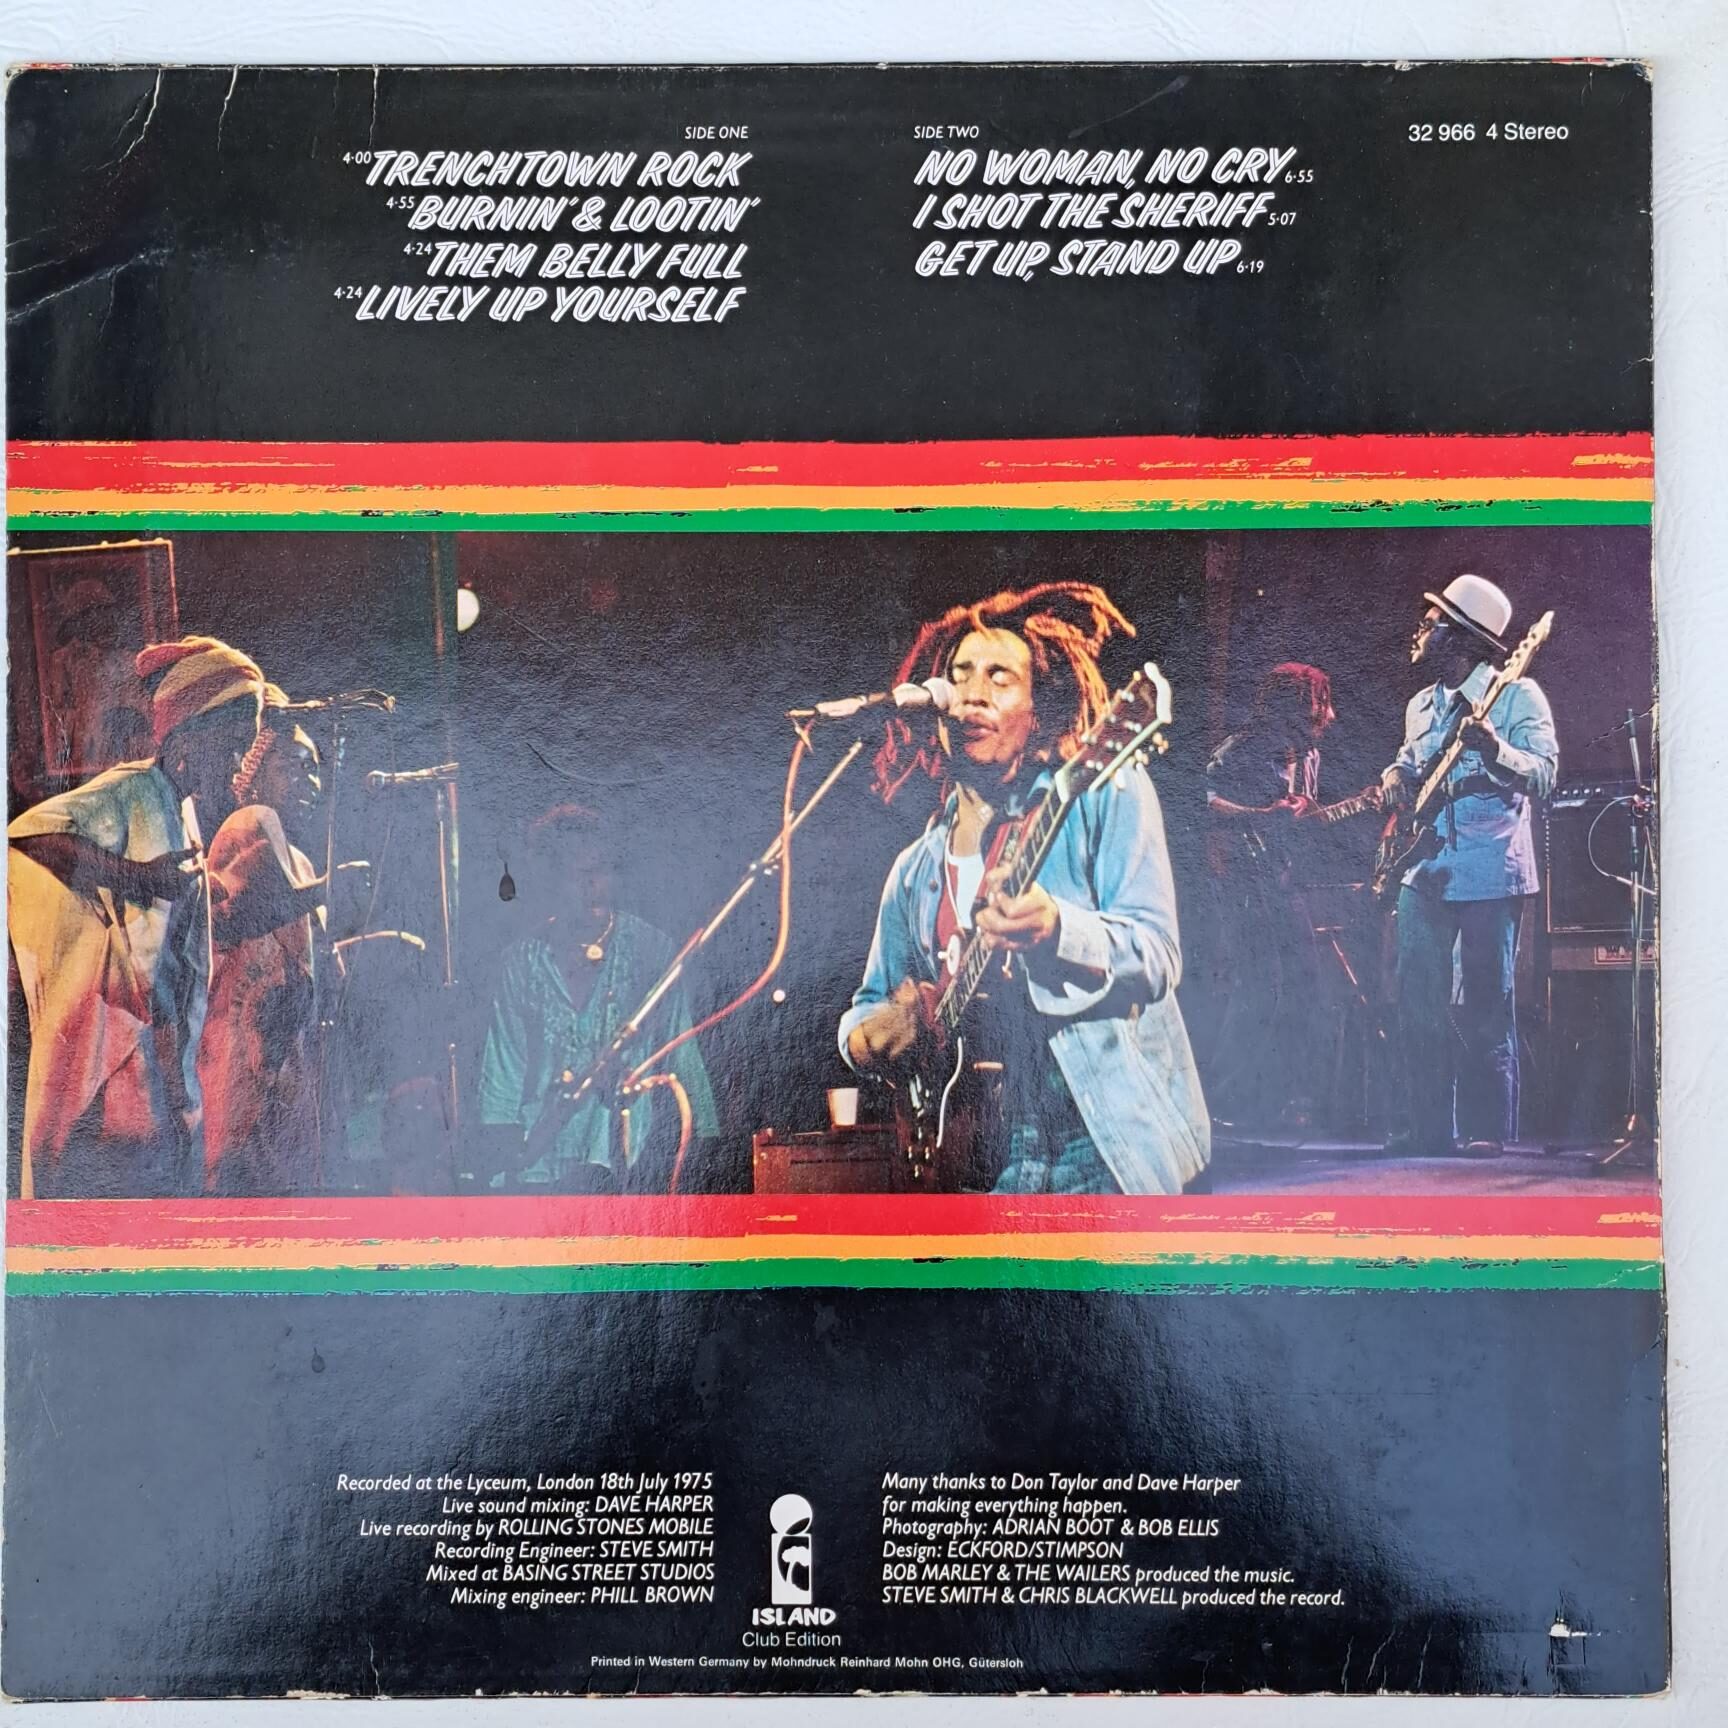 SIDE ONE
4·00 TRENCHTOWN ROCK
4·55 BURNIN' & LOOTIN'
4·24 THEM BELLY FULL
4·24 LIVELY UP YOURSELF
SIDE TWO
NO WOMAN, NO CRY 6·55
I SHOT THE SHERIFF 5·07
GET UP, STAND UP 6·19
32 966 4 Stereo
Recorded at the Lyceum, London 18th July 1975
Live sound mixing: DAVE HARPER
Live recording by ROLLING STONES MOBILE
Recording Engineer: STEVE SMITH
Mixed at BASING STREET STUDIOS
Mixing engineer: PHILL BROWN
ISLAND
Club Edition
Many thanks to Don Taylor and Dave Harper
for making everything happen.
Photography: ADRIAN BOOT & BOB ELLIS
Design: ECKFORD/STIMPSON
BOB MARLEY & THE WAILERS produced the music.
STEVE SMITH & CHRIS BLACKWELL produced the record.
Printed in Western Germany by Mohndruck Reinhard Mohn OHG, Gütersloh